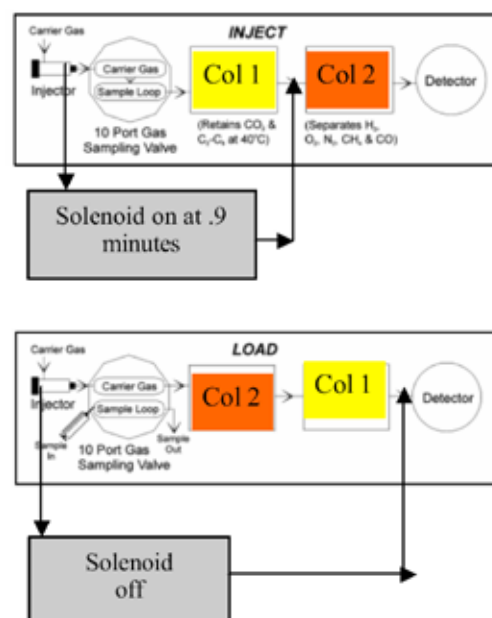 INJECT
Carrier Gas
Injector
Carrier Gas
Sample Loop
10 Port Gas
Sampling Valve
Col 1
(Retains CO₂ &
at 40°C)
Col 2
(Separates H₂,
O₂, N₂, CH₄ & CO)
Detector
Solenoid on at .9
minutes
LOAD
Carrier Gas
Injector
Carrier Gas
Sample Loop
Sample
In
Sample
Out
10 Port Gas
Sampling Valve
Col 2
Col 1
Detector
Solenoid
off